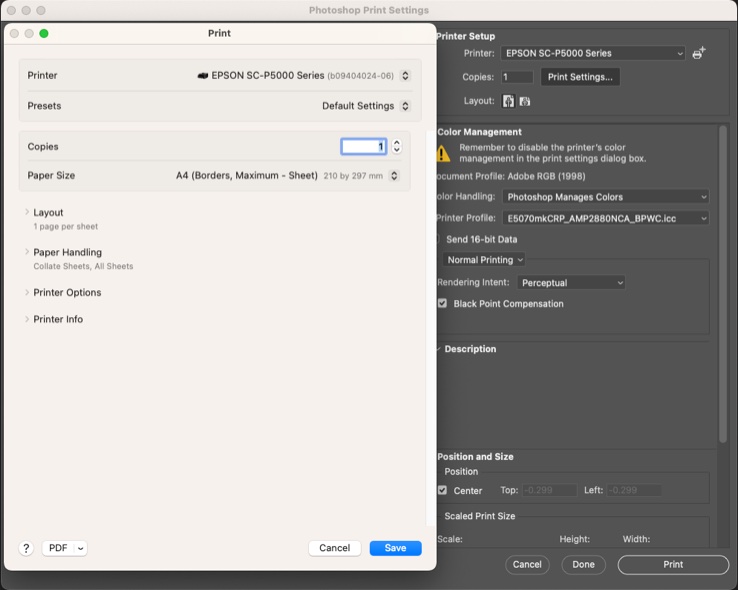 Photoshop Print Settings
Print
Printer
EPSON SC-P5000 Series (b09404024-06)
Presets
Default Settings
Copies
1
Paper Size
A4 (Borders, Maximum - Sheet) 210 by 297 mm
Layout
1 page per sheet
Paper Handling
Collate Sheets, All Sheets
Printer Options
Printer Info
?
PDF
Cancel
Save
Printer Setup
Printer: EPSON SC-P5000 Series
Copies: 1 Print Settings...
Layout:
Color Management
Remember to disable the printer's color
management in the print settings dialog box.
ocument Profile: Adobe RGB (1998)
olor Handling: Photoshop Manages Colors
Printer Profile: E5070mkCRP_AMP2880NCA_BPWC.icc
Send 16-bit Data
Normal Printing
Rendering Intent: Perceptual
Black Point Compensation
Description
Position and Size
Position
Center Top: -0.299 Left: -0.299
Scaled Print Size
Scale: Height: Width:
Cancel Done Print